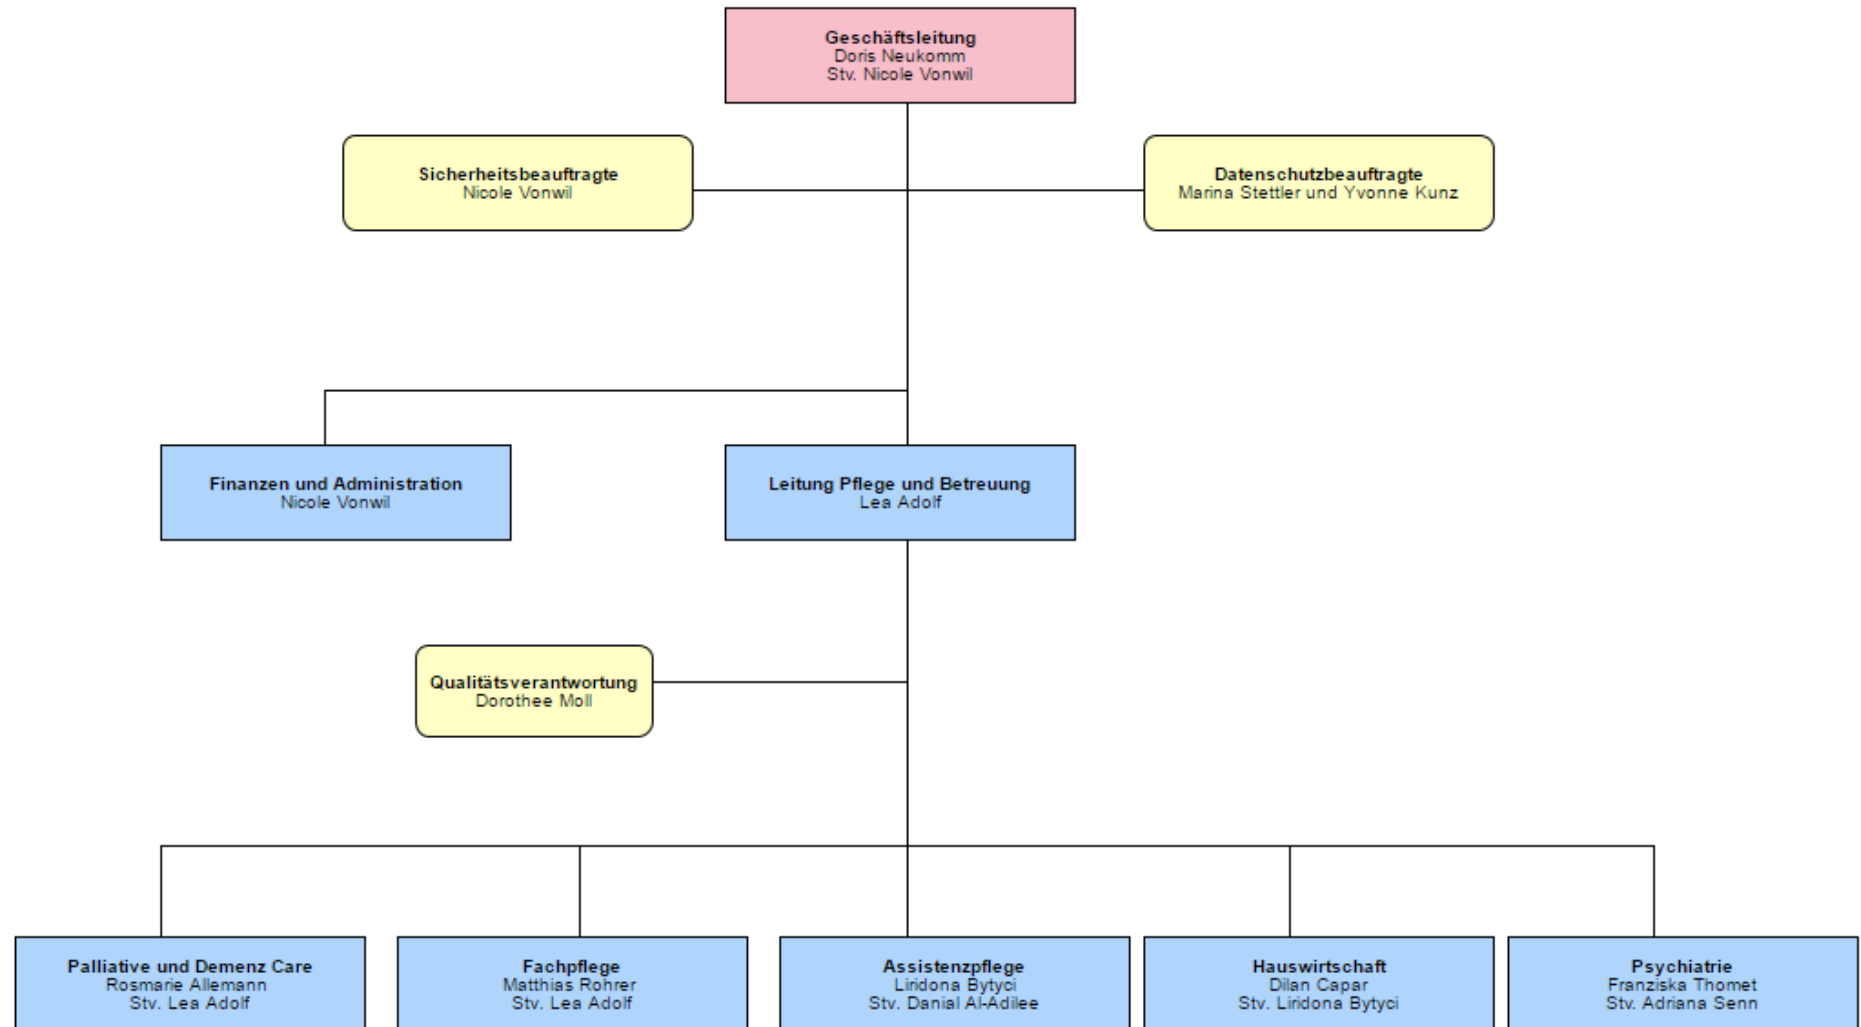 Geschäftsleitung
Doris Neukomm
Stv. Nicole Vonwil
Sicherheitsbeauftragte
Nicole Vonwil
Datenschutzbeauftragte
Marina Stettler und Yvonne Kunz
Finanzen und Administration
Nicole Vonwil
Leitung Pflege und Betreuung
Lea Adolf
Qualitätsverantwortung
Dorothee Moll
Palliative und Demenz Care
Rosmarie Allemann
Stv. Lea Adolf
Fachpflege
Matthias Rohrer
Stv. Lea Adolf
Assistenzpflege
Liridona Bytyci
Stv. Danial Al-Adilee
Hauswirtschaft
Dilan Capar
Stv. Liridona Bytyci
Psychiatrie
Franziska Thomet
Stv. Adriana Senn